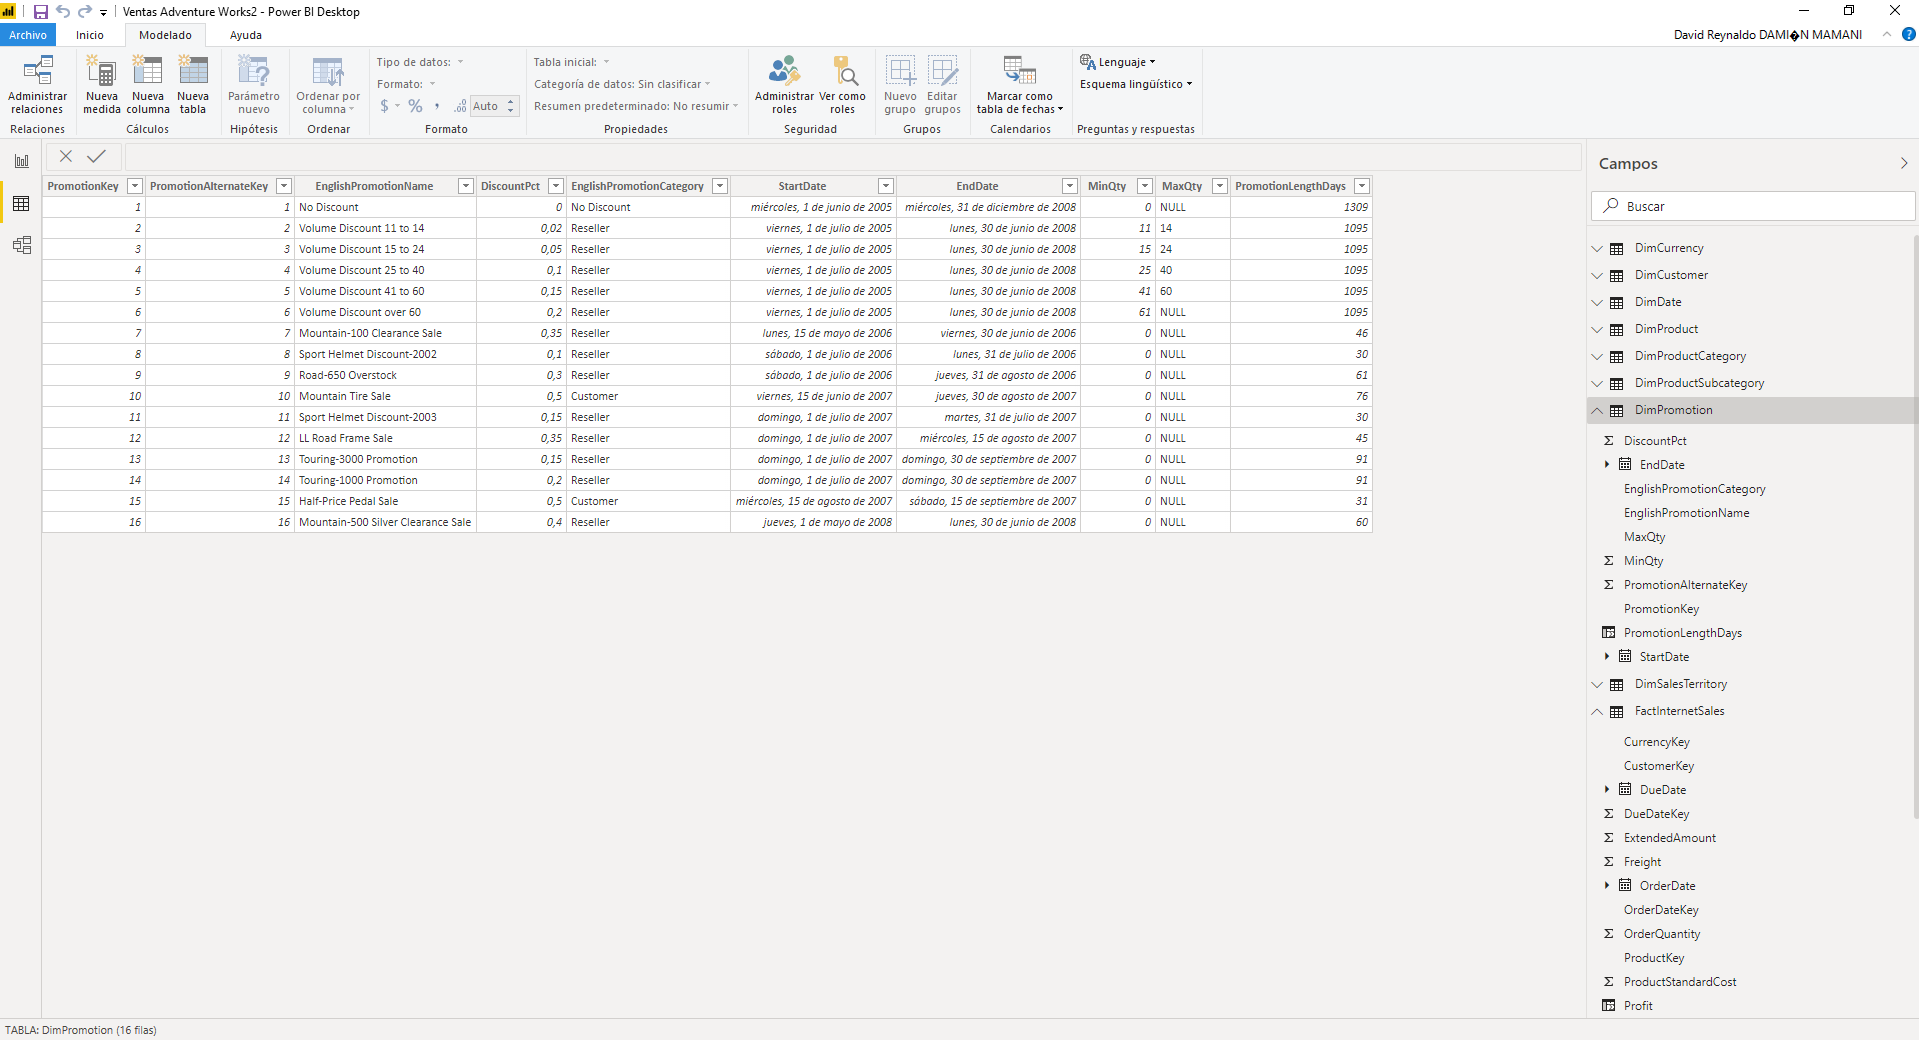 Ventas Adventure Works2 - Power BI Desktop
Archivo Inicio Modelado Ayuda David Reynaldo DAMI�N MAMANI
Administrar relaciones
Relaciones
Nueva medida
Nueva columna
Nueva tabla
Cálculos
Parámetro nuevo
Hipótesis
Ordenar por columna
Ordenar
Tipo de datos:
Formato:
$ % , Auto
Formato
Tabla inicial:
Categoría de datos: Sin clasificar
Resumen predeterminado: No resumir
Propiedades
Administrar roles
Ver como roles
Seguridad
Nuevo grupo
Editar grupos
Grupos
Marcar como tabla de fechas
Calendarios
Lenguaje
Esquema lingüístico
Preguntas y respuestas
PromotionKey PromotionAlternateKey EnglishPromotionName DiscountPct EnglishPromotionCategory StartDate EndDate MinQty MaxQty PromotionLengthDays
1 1 No Discount 0 No Discount miércoles, 1 de junio de 2005 miércoles, 31 de diciembre de 2008 0 NULL 1309
2 2 Volume Discount 11 to 14 0,02 Reseller viernes, 1 de julio de 2005 lunes, 30 de junio de 2008 11 14 1095
3 3 Volume Discount 15 to 24 0,05 Reseller viernes, 1 de julio de 2005 lunes, 30 de junio de 2008 15 24 1095
4 4 Volume Discount 25 to 40 0,1 Reseller viernes, 1 de julio de 2005 lunes, 30 de junio de 2008 25 40 1095
5 5 Volume Discount 41 to 60 0,15 Reseller viernes, 1 de julio de 2005 lunes, 30 de junio de 2008 41 60 1095
6 6 Volume Discount over 60 0,2 Reseller viernes, 1 de julio de 2005 lunes, 30 de junio de 2008 61 NULL 1095
7 7 Mountain-100 Clearance Sale 0,35 Reseller lunes, 15 de mayo de 2006 viernes, 30 de junio de 2006 0 NULL 46
8 8 Sport Helmet Discount-2002 0,1 Reseller sábado, 1 de julio de 2006 lunes, 31 de julio de 2006 0 NULL 30
9 9 Road-650 Overstock 0,3 Reseller sábado, 1 de julio de 2006 jueves, 31 de agosto de 2006 0 NULL 61
10 10 Mountain Tire Sale 0,5 Customer viernes, 15 de junio de 2007 jueves, 30 de agosto de 2007 0 NULL 76
11 11 Sport Helmet Discount-2003 0,15 Reseller domingo, 1 de julio de 2007 martes, 31 de julio de 2007 0 NULL 30
12 12 LL Road Frame Sale 0,35 Reseller domingo, 1 de julio de 2007 miércoles, 15 de agosto de 2007 0 NULL 45
13 13 Touring-3000 Promotion 0,15 Reseller domingo, 1 de julio de 2007 domingo, 30 de septiembre de 2007 0 NULL 91
14 14 Touring-1000 Promotion 0,2 Reseller domingo, 1 de julio de 2007 domingo, 30 de septiembre de 2007 0 NULL 91
15 15 Half-Price Pedal Sale 0,5 Customer miércoles, 15 de agosto de 2007 sábado, 15 de septiembre de 2007 0 NULL 31
16 16 Mountain-500 Silver Clearance Sale 0,4 Reseller jueves, 1 de mayo de 2008 lunes, 30 de junio de 2008 0 NULL 60
Campos
Buscar
DimCurrency
DimCustomer
DimDate
DimProduct
DimProductCategory
DimProductSubcategory
DimPromotion
Σ DiscountPct
EndDate
EnglishPromotionCategory
EnglishPromotionName
MaxQty
Σ MinQty
Σ PromotionAlternateKey
PromotionKey
PromotionLengthDays
StartDate
DimSalesTerritory
FactInternetSales
CurrencyKey
CustomerKey
DueDate
Σ DueDateKey
Σ ExtendedAmount
Σ Freight
OrderDate
OrderDateKey
Σ OrderQuantity
ProductKey
Σ ProductStandardCost
Profit
TABLA: DimPromotion (16 filas)